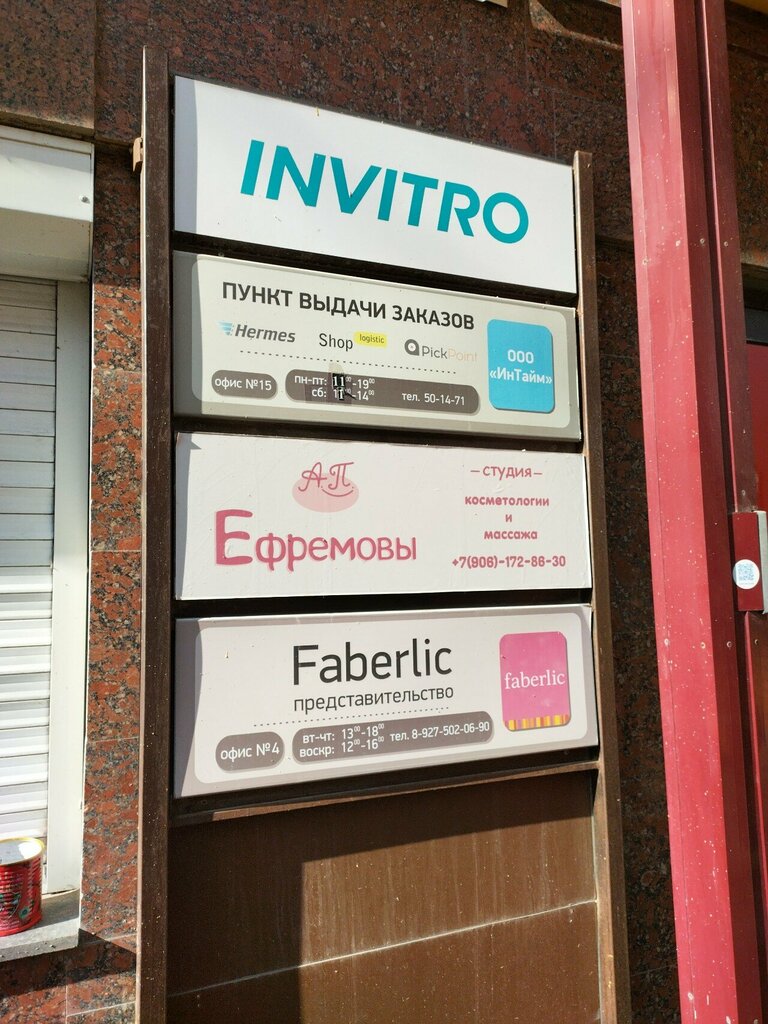 INVITRO
ПУНКТ ВЫДАЧИ ЗАКАЗОВ
Hermes Shop logistic PickPoint
ООО
«ИнТайм»
офис №15
пн-пт: 11⁰⁰-19⁰⁰
сб: 11⁰⁰-14⁰⁰
тел. 50-14-71
А.П.
Ефремовы
–студия–
косметологии
и
массажа
+7(906)-172-86-30
Faberlic
представительство
faberlic
офис №4
вт-чт: 13⁰⁰-18⁰⁰
воскр: 12⁰⁰-16⁰⁰
тел. 8-927-502-06-90